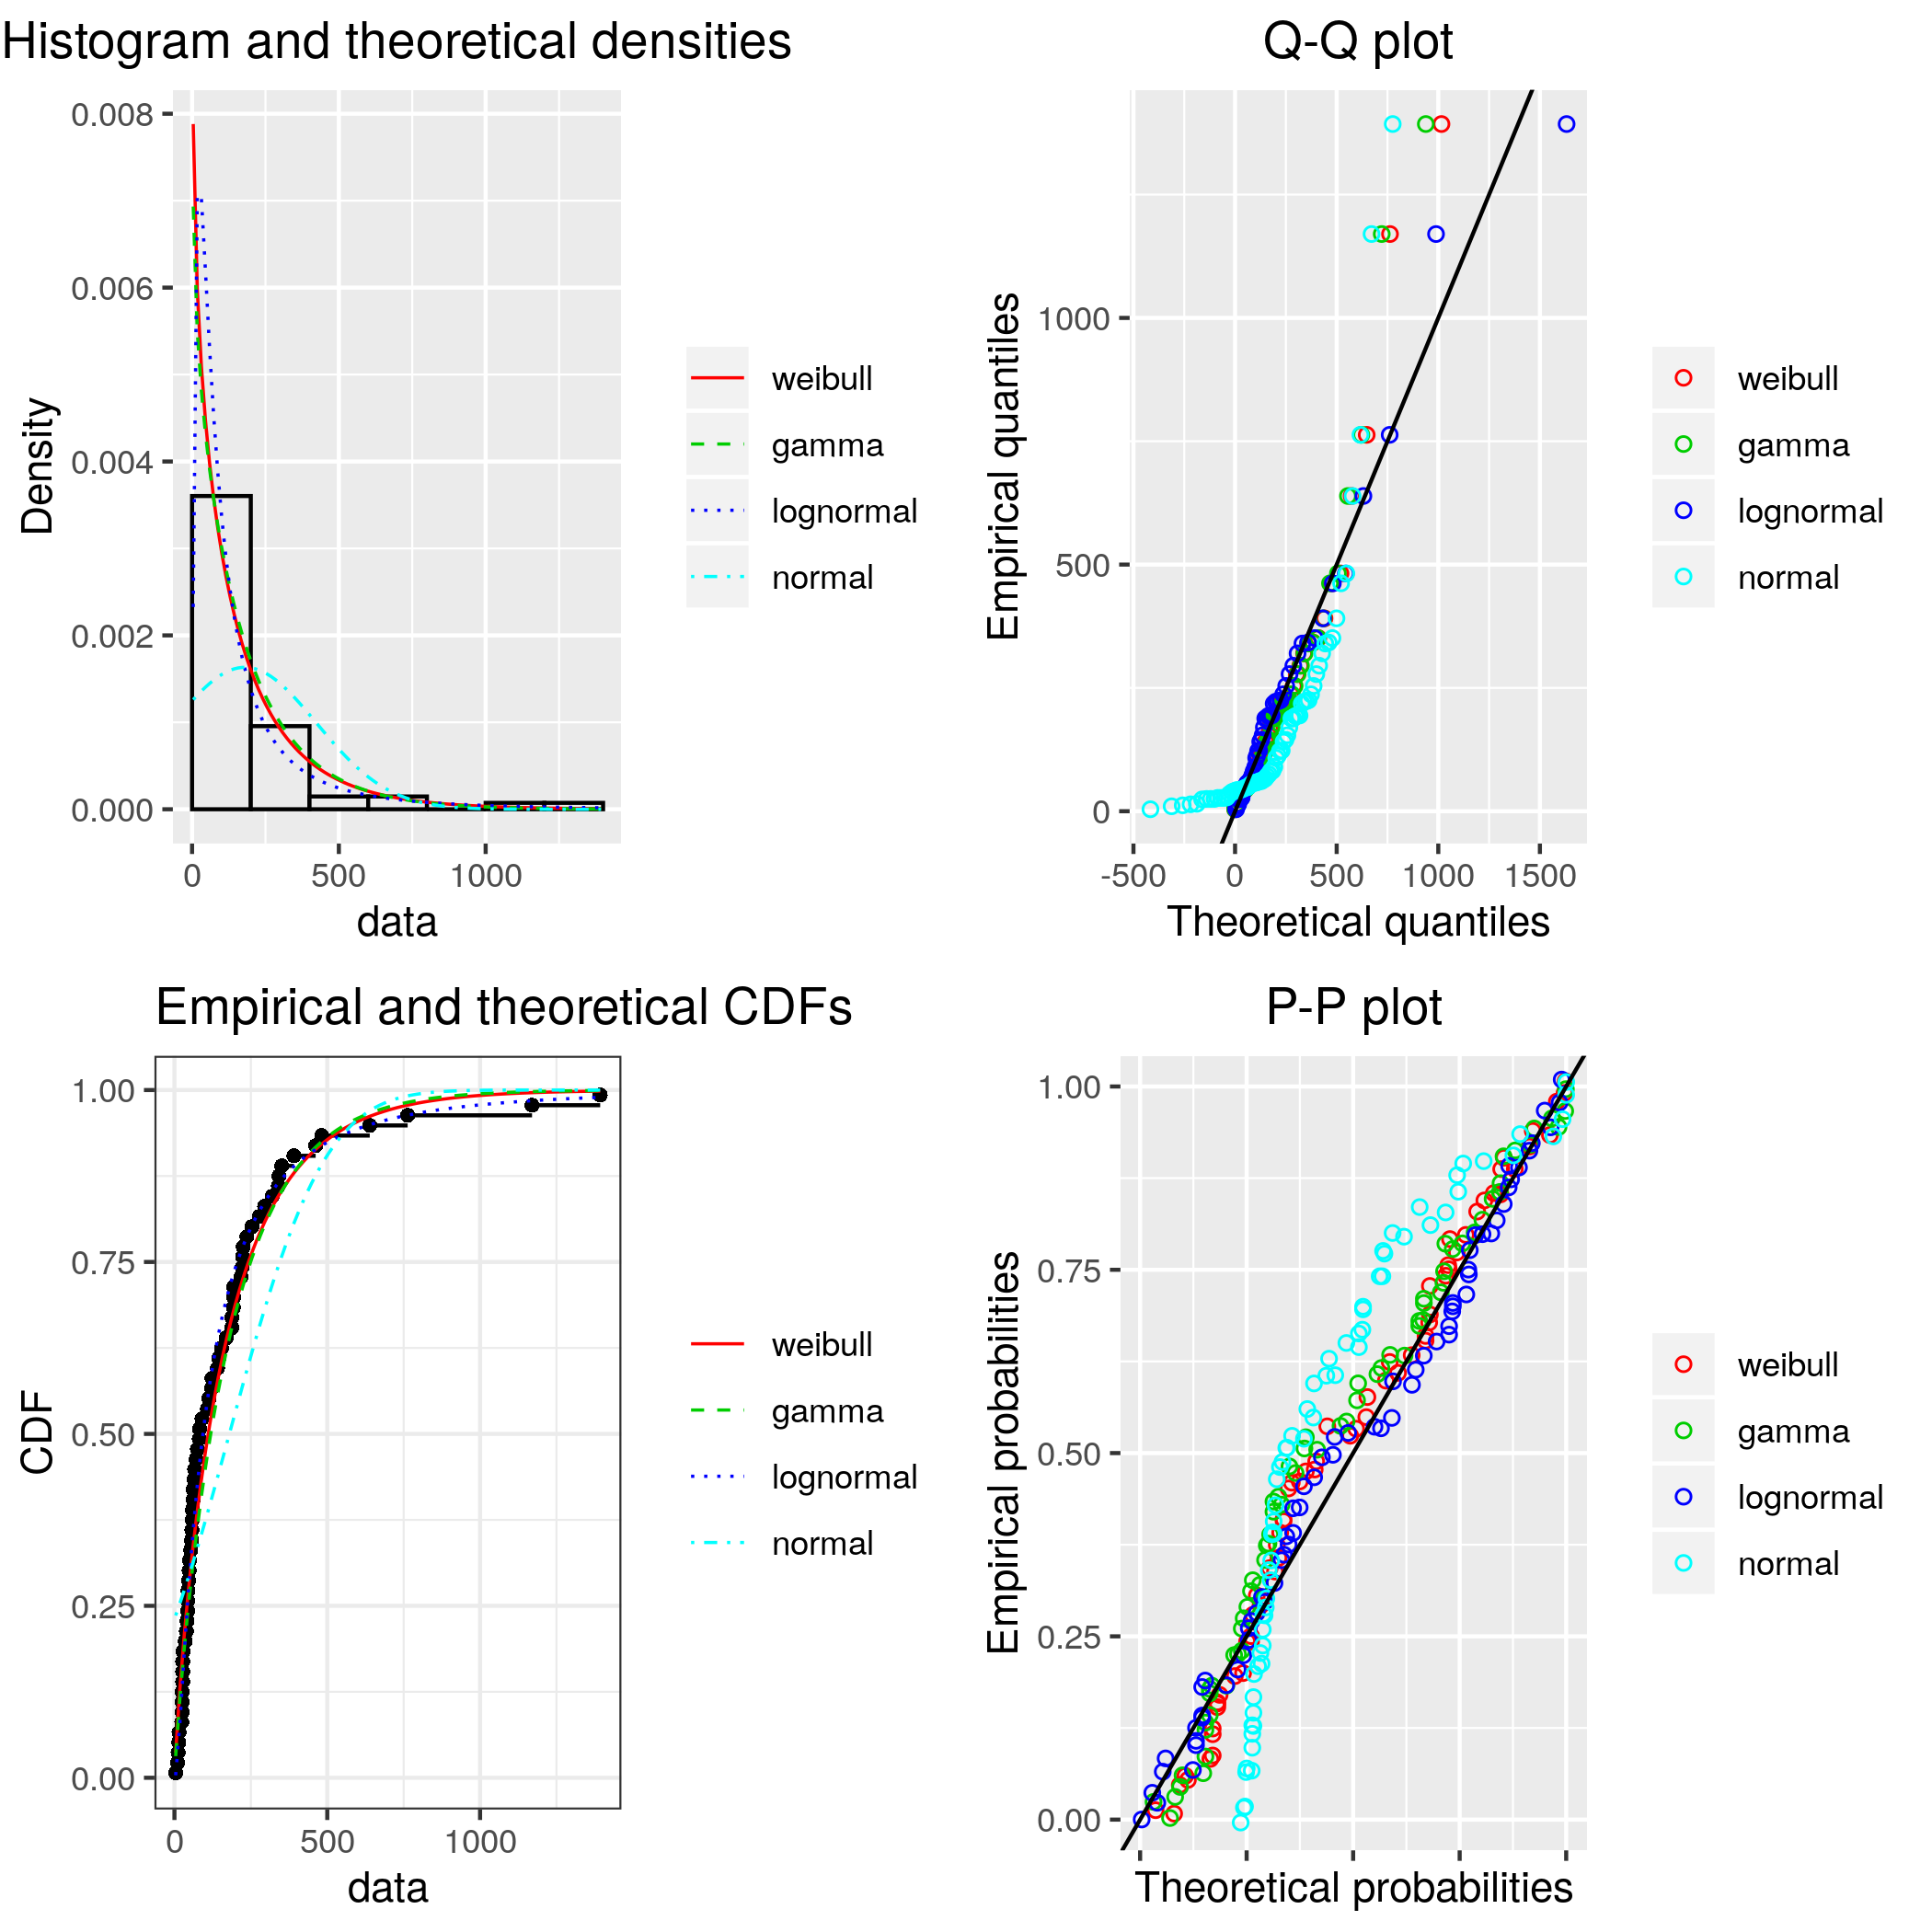 Histogram and theoretical densities
0.008
0.006
0.004
0.002
0.000
Density
0
500
1000
data
weibull
gamma
lognormal
normal
Q-Q plot
1000
500
0
Empirical quantiles
-500
0
500
1000
1500
Theoretical quantiles
weibull
gamma
lognormal
normal
Empirical and theoretical CDFs
1.00
0.75
0.50
0.25
0.00
CDF
0
500
1000
data
weibull
gamma
lognormal
normal
P-P plot
1.00
0.75
0.50
0.25
0.00
Empirical probabilities
Theoretical probabilities
weibull
gamma
lognormal
normal